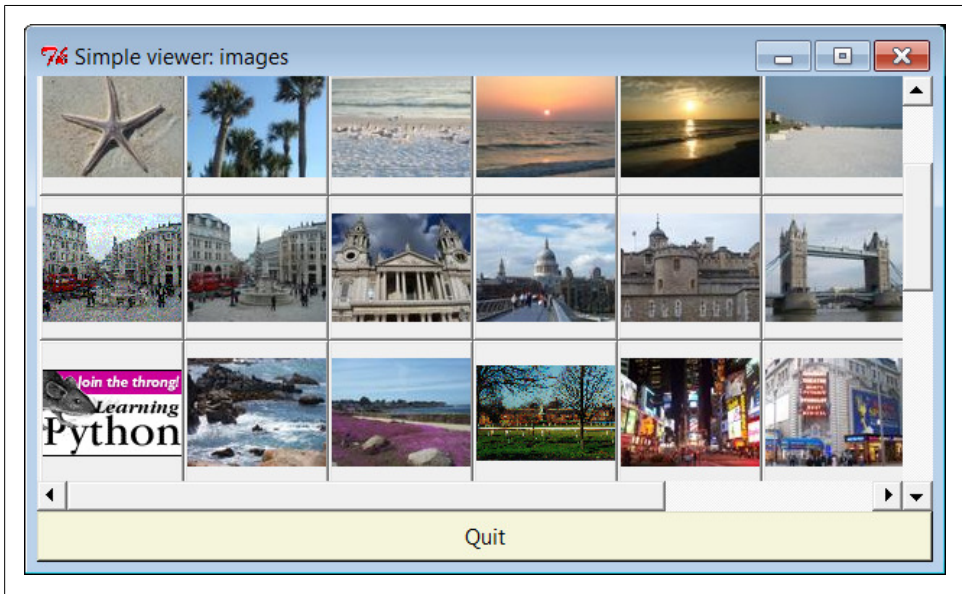 Simple viewer: images
Join the throng!
Learning
Python
Quit